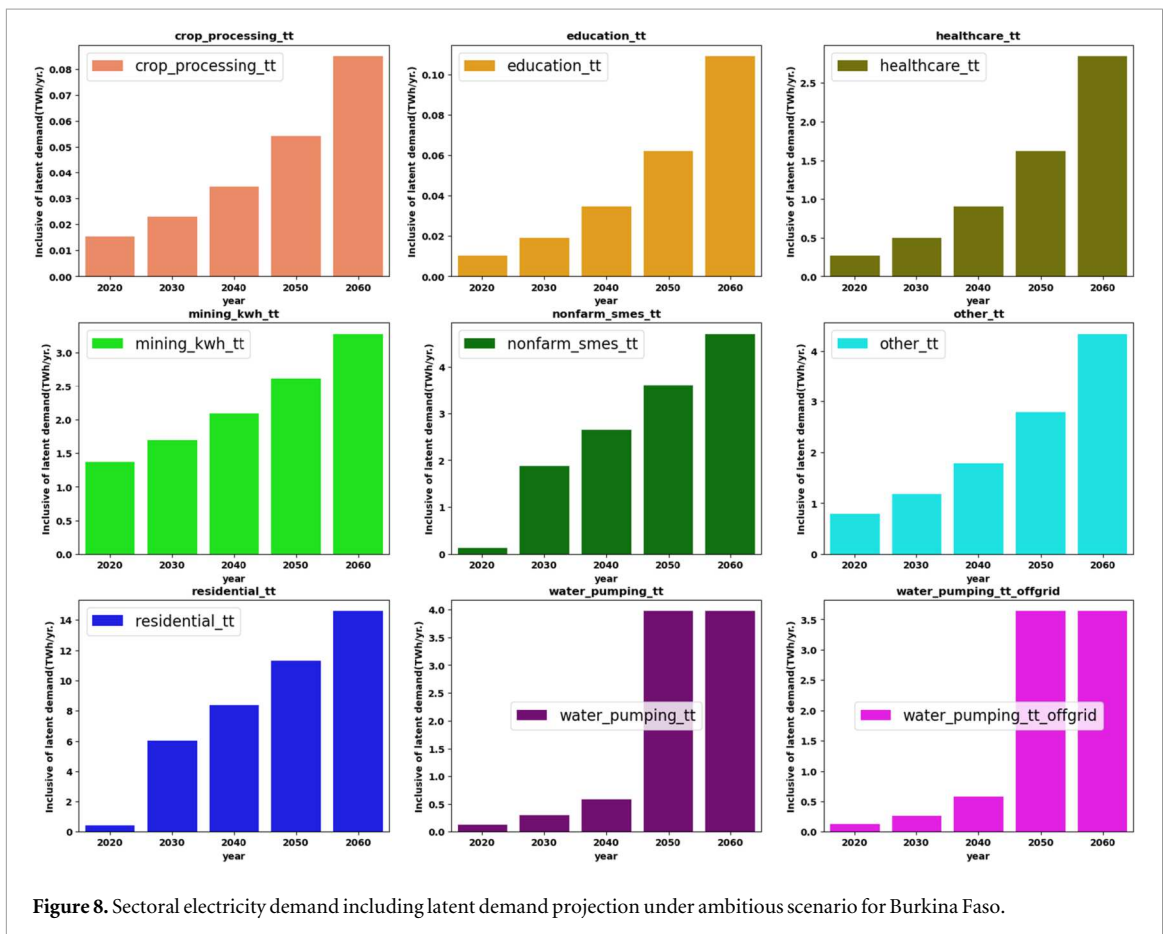 crop_processing_tt
crop_processing_tt
Inclusive of latent demand(TWh/yr.)
0.08
0.07
0.06
0.05
0.04
0.03
0.02
0.01
0.00
2020 2030 2040 2050 2060
year
education_tt
education_tt
Inclusive of latent demand(TWh/yr.)
0.10
0.08
0.06
0.04
0.02
0.00
2020 2030 2040 2050 2060
year
healthcare_tt
healthcare_tt
Inclusive of latent demand(TWh/yr.)
2.5
2.0
1.5
1.0
0.5
0.0
2020 2030 2040 2050 2060
year
mining_kwh_tt
mining_kwh_tt
Inclusive of latent demand(TWh/yr.)
3.0
2.5
2.0
1.5
1.0
0.5
0.0
2020 2030 2040 2050 2060
year
nonfarm_smes_tt
nonfarm_smes_tt
Inclusive of latent demand(TWh/yr.)
4
3
2
1
0
2020 2030 2040 2050 2060
year
other_tt
other_tt
Inclusive of latent demand(TWh/yr.)
4
3
2
1
0
2020 2030 2040 2050 2060
year
residential_tt
residential_tt
Inclusive of latent demand(TWh/yr.)
14
12
10
8
6
4
2
0
2020 2030 2040 2050 2060
year
water_pumping_tt
water_pumping_tt
Inclusive of latent demand(TWh/yr.)
4.0
3.5
3.0
2.5
2.0
1.5
1.0
0.5
0.0
2020 2030 2040 2050 2060
year
water_pumping_tt_offgrid
water_pumping_tt_offgrid
Inclusive of latent demand(TWh/yr.)
3.5
3.0
2.5
2.0
1.5
1.0
0.5
0.0
2020 2030 2040 2050 2060
year
Figure 8. Sectoral electricity demand including latent demand projection under ambitious scenario for Burkina Faso.